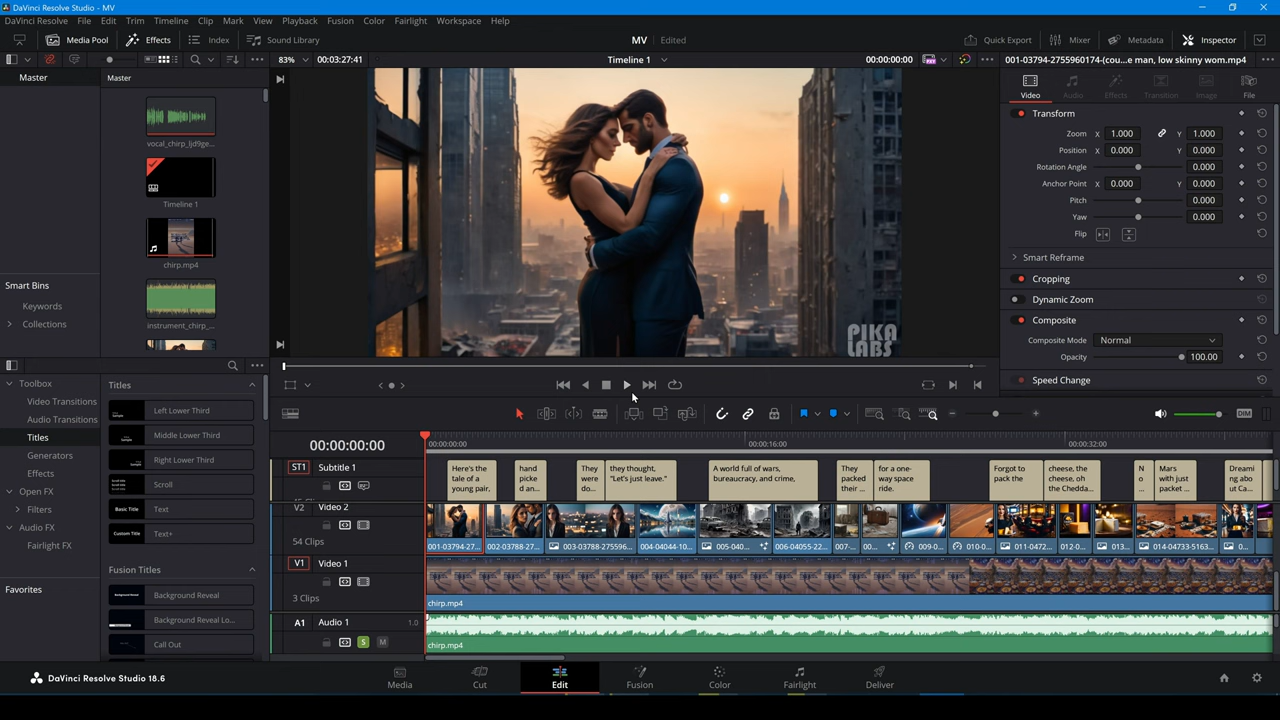 DaVinci Resolve Studio - MV
DaVinci Resolve File Edit Trim Timeline Clip Mark View Playback Fusion Color Fairlight Workspace Help
Media Pool Effects Index Sound Library MV Edited Quick Export Mixer Metadata Inspector
83% 00:03:27:41 Timeline 1 00:00:00:00 001-03794-2755960174-(cou...e man, low skinny wom.mp4
Master
Master
vocal_chirp_ljd9ge...
Timeline 1
chirp.mp4
instrument_chirp_...
Smart Bins
Keywords
Collections
PIKA
LABS
Video Audio Effects Transition Image File
Transform
Zoom X 1.000 Y 1.000
Position X 0.000 Y 0.000
Rotation Angle 0.000
Anchor Point X 0.000 Y 0.000
Pitch 0.000
Yaw 0.000
Flip
Smart Reframe
Cropping
Dynamic Zoom
Composite
Composite Mode Normal
Opacity 100.00
Speed Change
Toolbox
Video Transitions
Audio Transitions
Titles
Generators
Effects
Open FX
Filters
Audio FX
Fairlight FX
Favorites
Titles
Left Lower Third
Middle Lower Third
Right Lower Third
Scroll
Basic Title Text
Custom Title Text+
Fusion Titles
Background Reveal
Background Reveal Lo...
Call Out
DIM
00:00:00:00
00:00:00:00 00:00:16:00 00:00:32:00
ST1 Subtitle 1
Here's the
tale of a
young pair,
hand
picke
d an...
They
were
do...
they thought,
"Let's just leave."
A world full of wars,
bureaucracy, and crime,
They
packed
their ...
for a one-
way space
ride.
Forgot to
pack the
cheese, the
cheese, oh
the Chedda...
N
o
...
Mars
with just
packet ...
Dreami
ng abo
ut Ca...
V2 Video 2
54 Clips
001-03794-27... 002-03788-27... 003-03788-275596... 004-04044-10... 005-040... 006-04055-22... 007-... 00... 009-0... 010-0... 011-0472... 012-0... 013... 014-04733-5163... 0...
V1 Video 1
3 Clips
chirp.mp4
A1 Audio 1 1.0
S M
chirp.mp4
DaVinci Resolve Studio 18.6
Media Cut Edit Fusion Color Fairlight Deliver